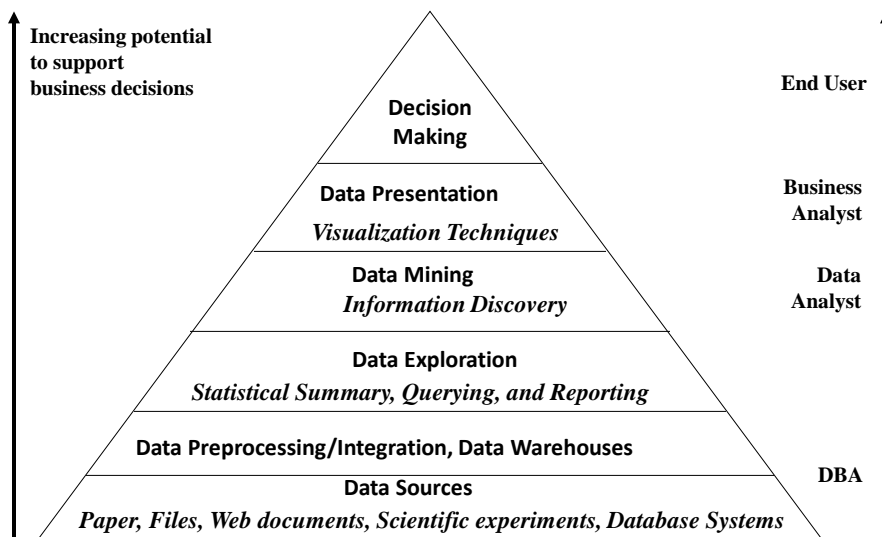 Increasing potential
to support
business decisions
End User
Decision
Making
Data Presentation
Visualization Techniques
Business
Analyst
Data Mining
Information Discovery
Data
Analyst
Data Exploration
Statistical Summary, Querying, and Reporting
Data Preprocessing/Integration, Data Warehouses
DBA
Data Sources
Paper, Files, Web documents, Scientific experiments, Database Systems